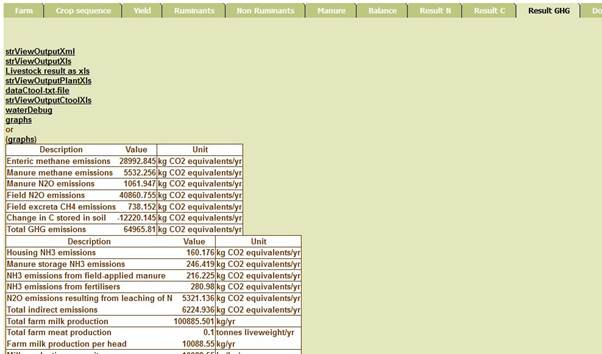 Farm Crop sequence Yield Ruminants Non Ruminants Manure Balance Result N Result C Result GHG Do
strViewOutputXml
strViewOutputXls
Livestock result as xls
strViewOutputPlantXls
dataCtool-txt-file
strViewOutputCtoolXls
waterDebug
graphs
or
(graphs)
Description Value Unit
Enteric methane emissions 28992.845 kg CO2 equivalents/yr
Manure methane emissions 5532.256 kg CO2 equivalents/yr
Manure N2O emissions 1061.947 kg CO2 equivalents/yr
Field N2O emissions 40860.755 kg CO2 equivalents/yr
Field excreta CH4 emissions 738.152 kg CO2 equivalents/yr
Change in C stored in soil -12220.145 kg CO2 equivalents/yr
Total GHG emissions 64965.81 kg CO2 equivalents/yr
Description Value Unit
Housing NH3 emissions 160.176 kg CO2 equivalents/yr
Manure storage NH3 emissions 246.419 kg CO2 equivalents/yr
NH3 emissions from field-applied manure 216.225 kg CO2 equivalents/yr
NH3 emissions from fertilisers 280.98 kg CO2 equivalents/yr
N2O emissions resulting from leaching of N 5321.136 kg CO2 equivalents/yr
Total indirect emissions 6224.936 kg CO2 equivalents/yr
Total farm milk production 100885.501 kg/yr
Total farm meat production 0.1 tonnes liveweight/yr
Farm milk production per head 10088.55 kg/yr